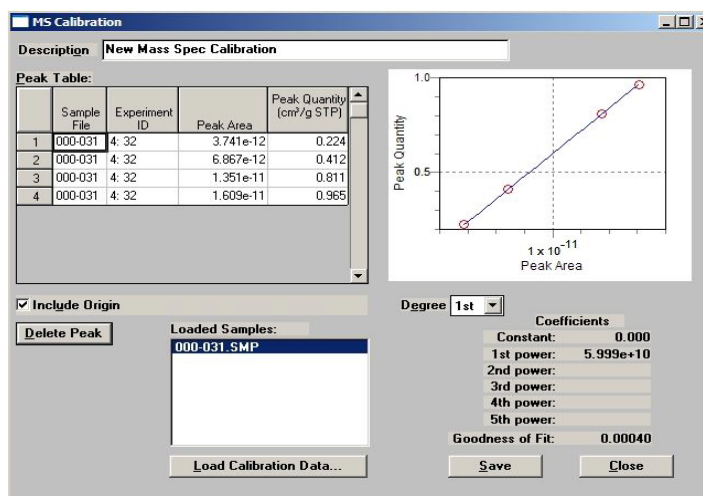 MS Calibration
Description New Mass Spec Calibration
Peak Table:
Sample File Experiment ID Peak Area Peak Quantity (cm³/g STP)
1 000-031 4: 32 3.741e-12 0.224
2 000-031 4: 32 6.867e-12 0.412
3 000-031 4: 32 1.351e-11 0.811
4 000-031 4: 32 1.609e-11 0.965
1.0
0.5
Peak Quantity
1 x 10⁻¹¹
Peak Area
Include Origin
Degree 1st
Delete Peak
Loaded Samples:
000-031.SMP
Load Calibration Data...
Coefficients
Constant: 0.000
1st power: 5.999e+10
2nd power:
3rd power:
4th power:
5th power:
Goodness of Fit: 0.00040
Save Close